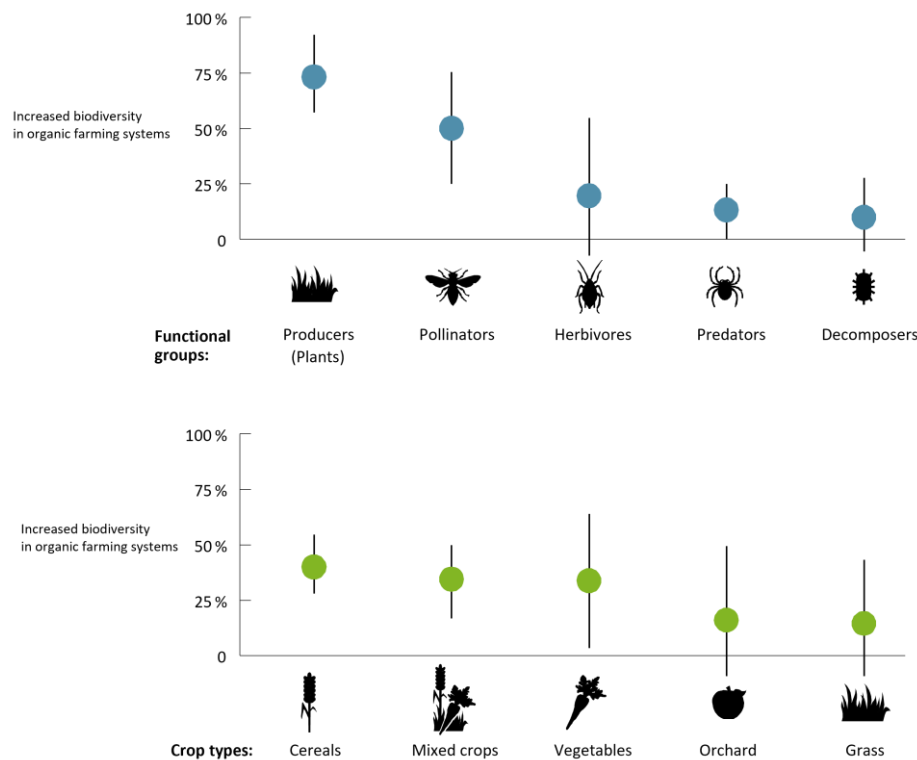 100 %
75 %
Increased biodiversity
in organic farming systems
50 %
25 %
0
Functional groups:
Producers (Plants)
Pollinators
Herbivores
Predators
Decomposers
100 %
75 %
Increased biodiversity
in organic farming systems
50 %
25 %
0
Crop types:
Cereals
Mixed crops
Vegetables
Orchard
Grass